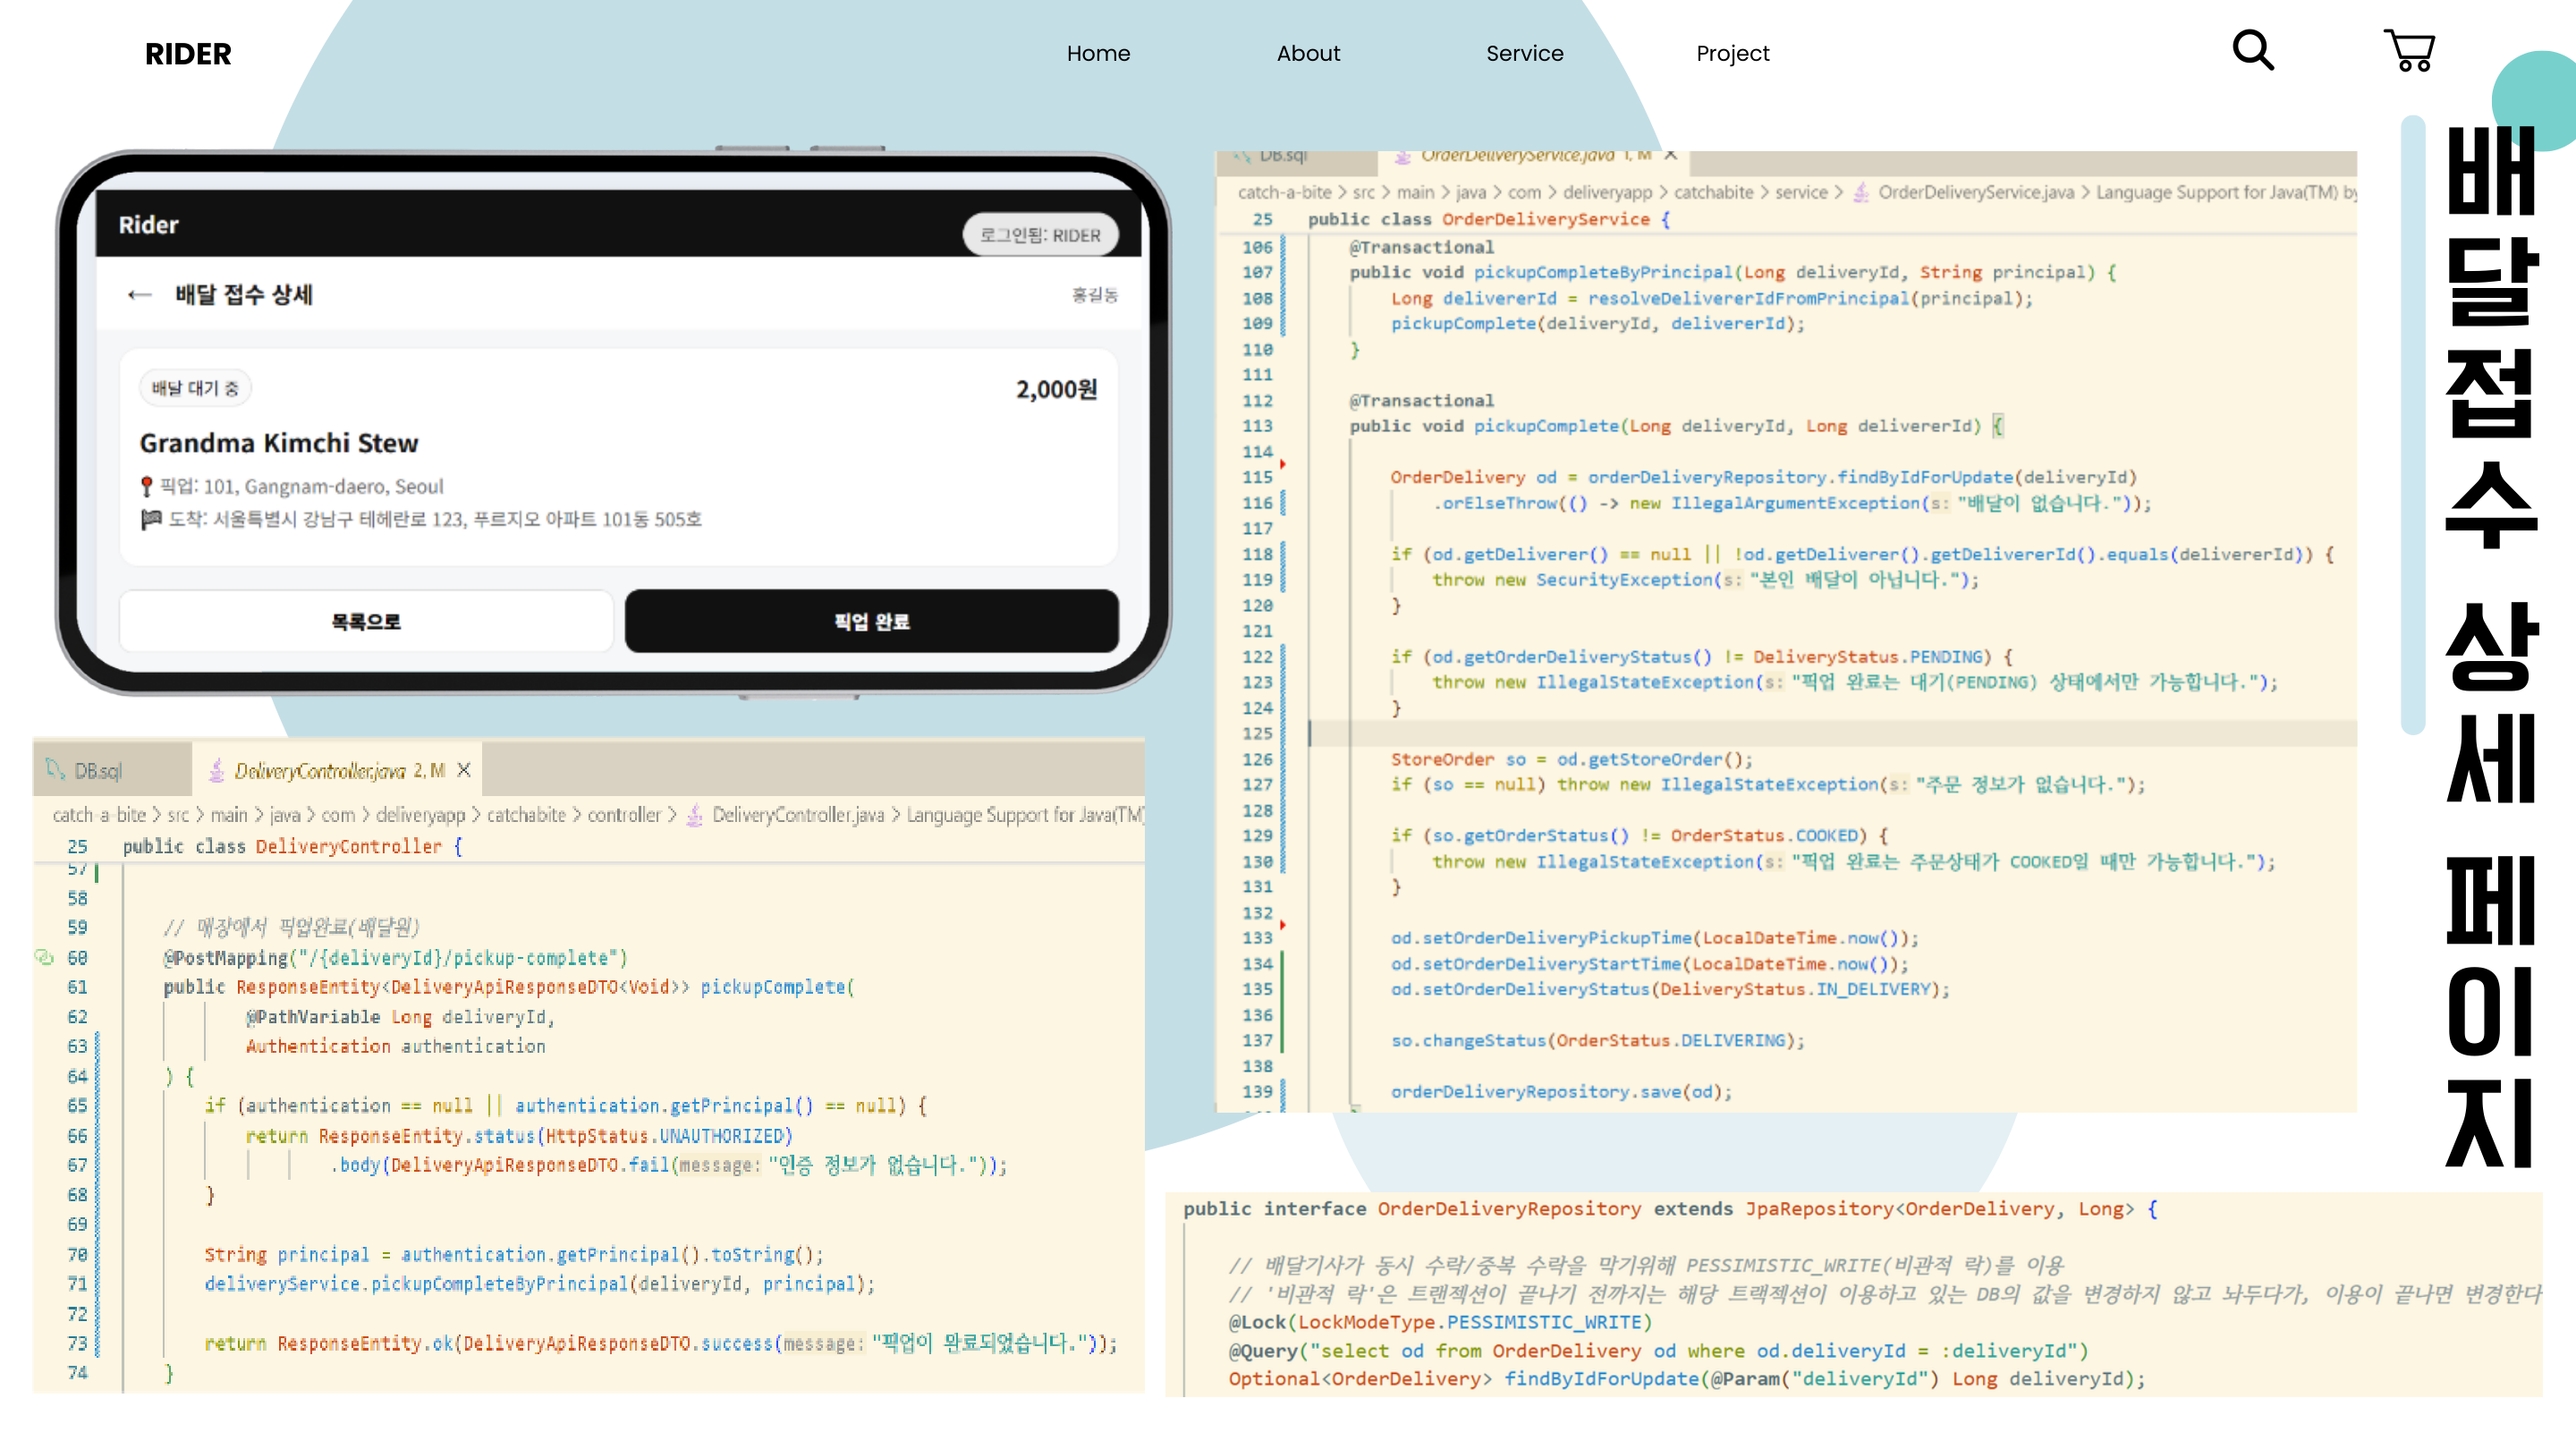 RIDER
Home
About
Service
Project
Rider
로그인됨: RIDER
← 배달 접수 상세
홍길동
배달 대기 중
2,000원
Grandma Kimchi Stew
픽업: 101, Gangnam-daero, Seoul
도착: 서울특별시 강남구 테헤란로 123, 푸르지오 아파트 101동 505호
목록으로
픽업 완료
DB.sql
DeliveryController.java 2, M ×
catch-a-bite > src > main > java > com > deliveryapp > catchabite > controller > DeliveryController.java > Language Support for Java(TM)
25 public class DeliveryController {
57
58
59 // 매장에서 픽업완료(배달원)
60 @PostMapping("/{deliveryId}/pickup-complete")
61 public ResponseEntity<DeliveryApiResponseDTO<Void>> pickupComplete(
62 @PathVariable Long deliveryId,
63 Authentication authentication
64 ) {
65 if (authentication == null || authentication.getPrincipal() == null) {
66 return ResponseEntity.status(HttpStatus.UNAUTHORIZED)
67 .body(DeliveryApiResponseDTO.fail(message: "인증 정보가 없습니다."));
68 }
69
70 String principal = authentication.getPrincipal().toString();
71 deliveryService.pickupCompleteByPrincipal(deliveryId, principal);
72
73 return ResponseEntity.ok(DeliveryApiResponseDTO.success(message: "픽업이 완료되었습니다."));
74 }
DB.sql
OrderDeliveryService.java 1, M ×
catch-a-bite > src > main > java > com > deliveryapp > catchabite > service > OrderDeliveryService.java > Language Support for Java(TM) by
25 public class OrderDeliveryService {
106 @Transactional
107 public void pickupCompleteByPrincipal(Long deliveryId, String principal) {
108 Long delivererId = resolveDelivererIdFromPrincipal(principal);
109 pickupComplete(deliveryId, delivererId);
110 }
111
112 @Transactional
113 public void pickupComplete(Long deliveryId, Long delivererId) {
114
115 OrderDelivery od = orderDeliveryRepository.findByIdForUpdate(deliveryId)
116 .orElseThrow(() -> new IllegalArgumentException(s: "배달이 없습니다."));
117
118 if (od.getDeliverer() == null || !od.getDeliverer().getDelivererId().equals(delivererId)) {
119 throw new SecurityException(s: "본인 배달이 아닙니다.");
120 }
121
122 if (od.getOrderDeliveryStatus() != DeliveryStatus.PENDING) {
123 throw new IllegalStateException(s: "픽업 완료는 대기(PENDING) 상태에서만 가능합니다.");
124 }
125
126 StoreOrder so = od.getStoreOrder();
127 if (so == null) throw new IllegalStateException(s: "주문 정보가 없습니다.");
128
129 if (so.getOrderStatus() != OrderStatus.COOKED) {
130 throw new IllegalStateException(s: "픽업 완료는 주문상태가 COOKED일 때만 가능합니다.");
131 }
132
133 od.setOrderDeliveryPickupTime(LocalDateTime.now());
134 od.setOrderDeliveryStartTime(LocalDateTime.now());
135 od.setOrderDeliveryStatus(DeliveryStatus.IN_DELIVERY);
136
137 so.changeStatus(OrderStatus.DELIVERING);
138
139 orderDeliveryRepository.save(od);
public interface OrderDeliveryRepository extends JpaRepository<OrderDelivery, Long> {
// 배달기사가 동시 수락/중복 수락을 막기위해 PESSIMISTIC_WRITE(비관적 락)를 이용
// '비관적 락'은 트랜젝션이 끝나기 전까지는 해당 트랙젝션이 이용하고 있는 DB의 값을 변경하지 않고 놔두다가, 이용이 끝나면 변경한다
@Lock(LockModeType.PESSIMISTIC_WRITE)
@Query("select od from OrderDelivery od where od.deliveryId = :deliveryId")
Optional<OrderDelivery> findByIdForUpdate(@Param("deliveryId") Long deliveryId);
배달접수 상세 페이지